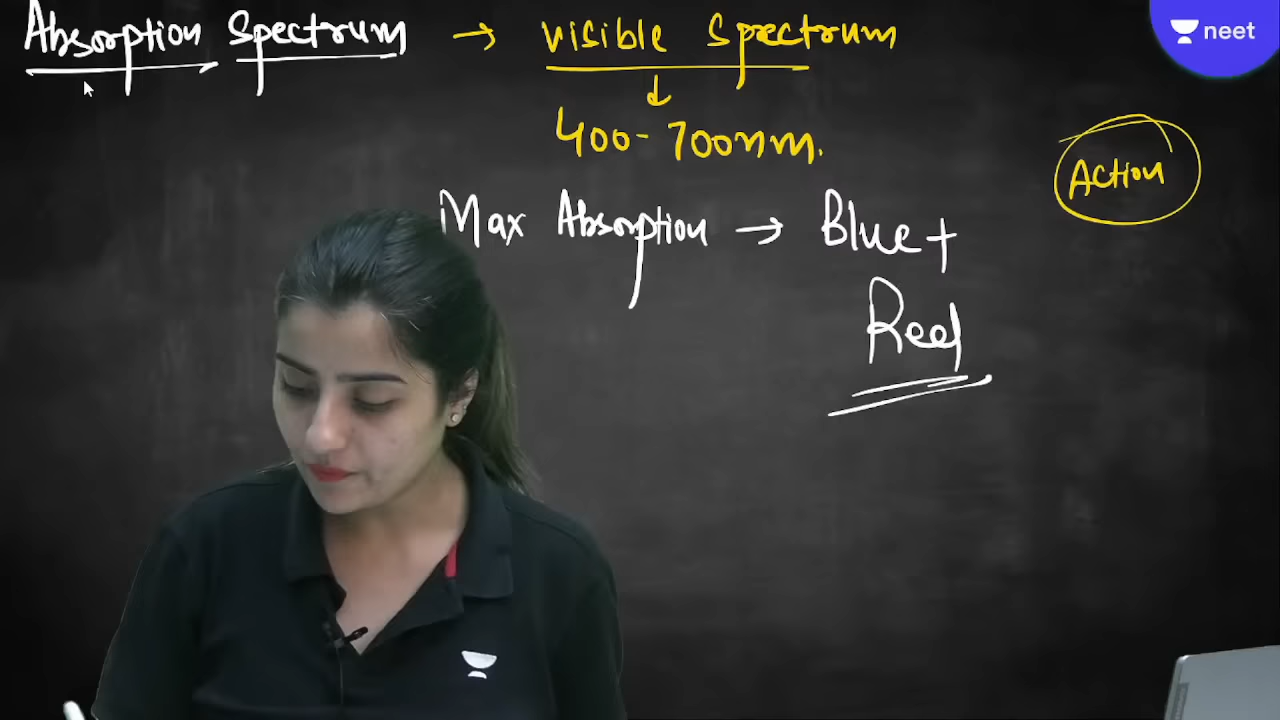 Absorption Spectrum → visible spectrum
↓
400-700nm.
Action
Max Absorption → Blue+
Red
neet